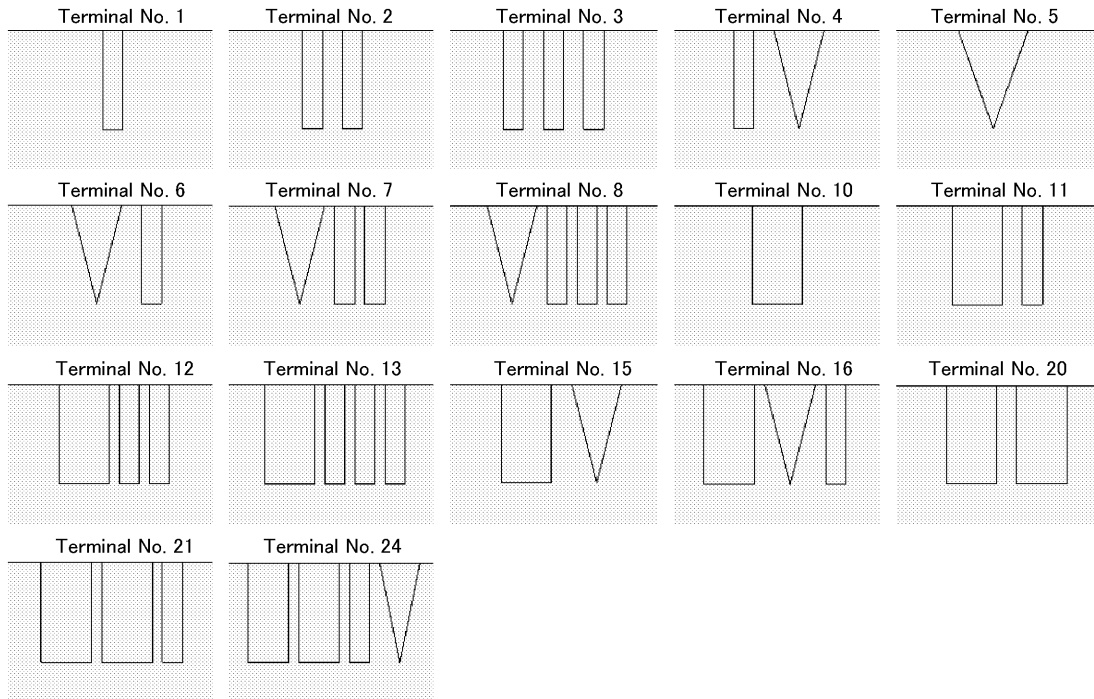 Terminal No. 1
Terminal No. 2
Terminal No. 3
Terminal No. 4
Terminal No. 5
Terminal No. 6
Terminal No. 7
Terminal No. 8
Terminal No. 10
Terminal No. 11
Terminal No. 12
Terminal No. 13
Terminal No. 15
Terminal No. 16
Terminal No. 20
Terminal No. 21
Terminal No. 24